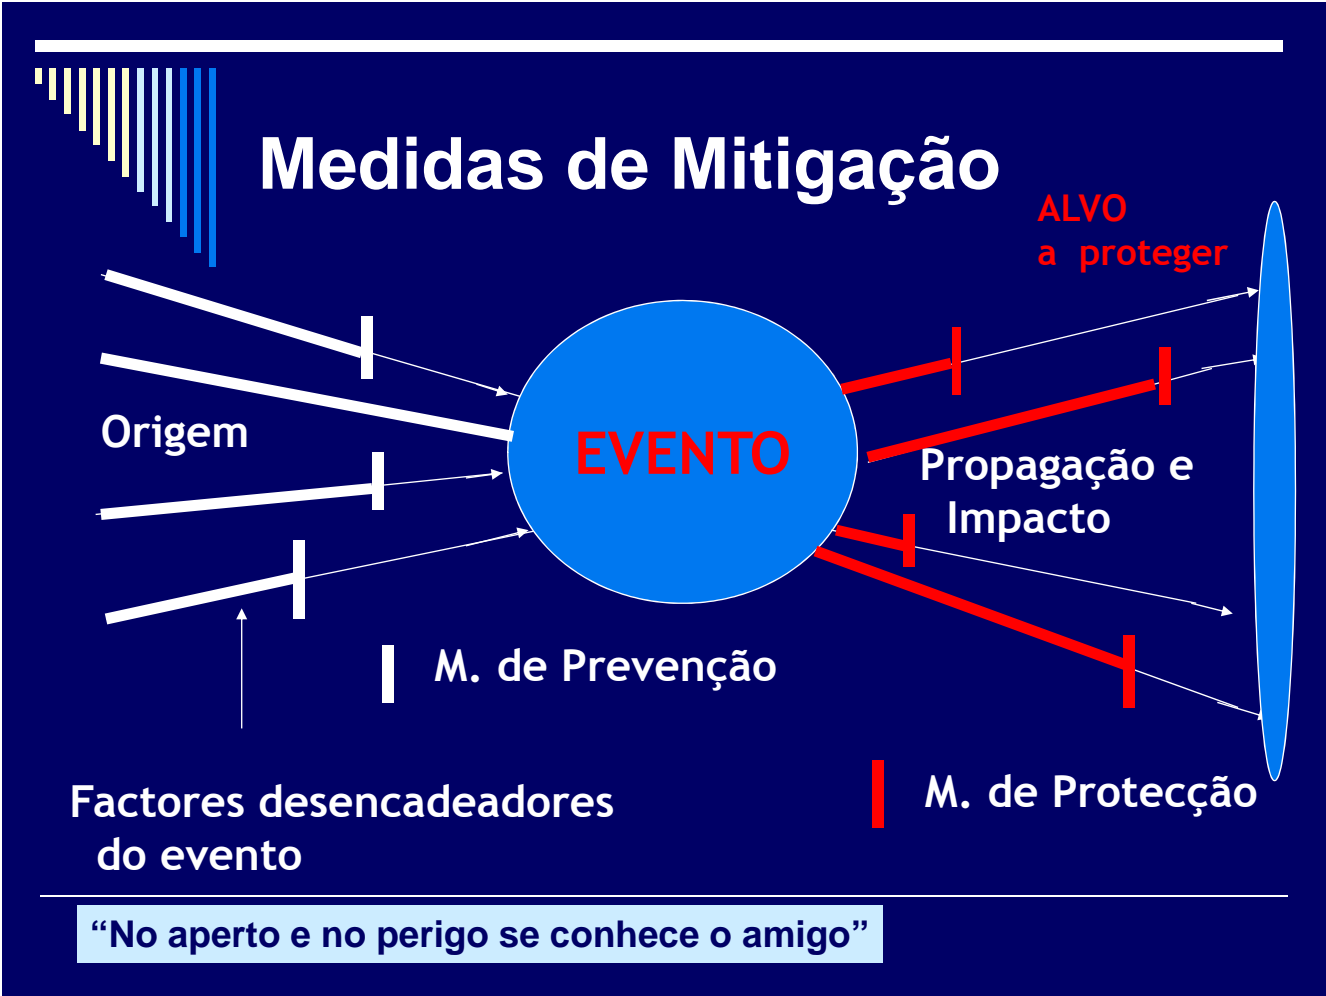 Medidas de Mitigação
ALVO
a proteger
Origem
EVENTO
Propagação e
Impacto
M. de Prevenção
Factores desencadeadores
do evento
M. de Protecção
“No aperto e no perigo se conhece o amigo”